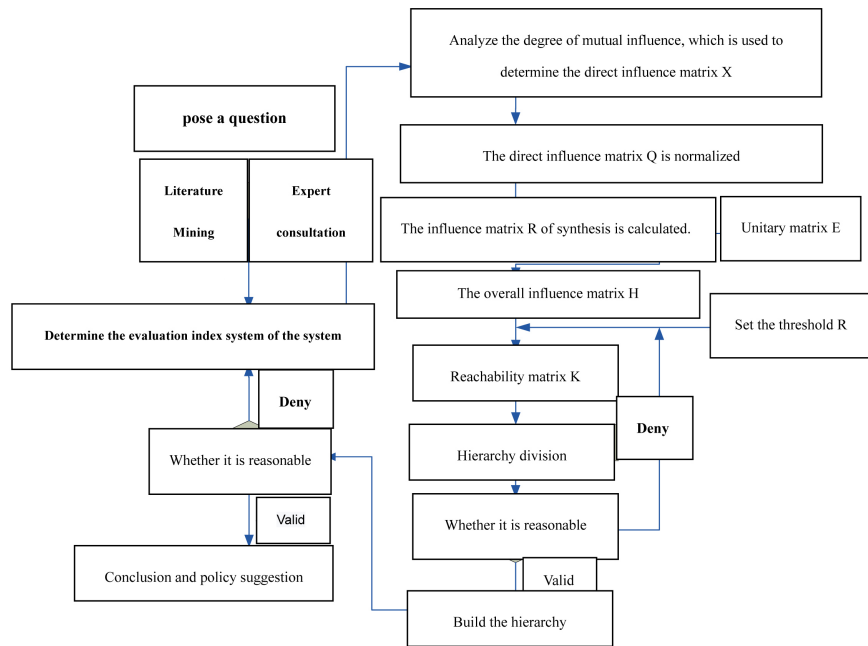 pose a question
Literature
Mining
Expert
consultation
Determine the evaluation index system of the system
Deny
Whether it is reasonable
Valid
Conclusion and policy suggestion
Analyze the degree of mutual influence, which is used to
determine the direct influence matrix X
The direct influence matrix Q is normalized
The influence matrix R of synthesis is calculated.
Unitary matrix E
The overall influence matrix H
Set the threshold R
Reachability matrix K
Deny
Hierarchy division
Whether it is reasonable
Valid
Build the hierarchy